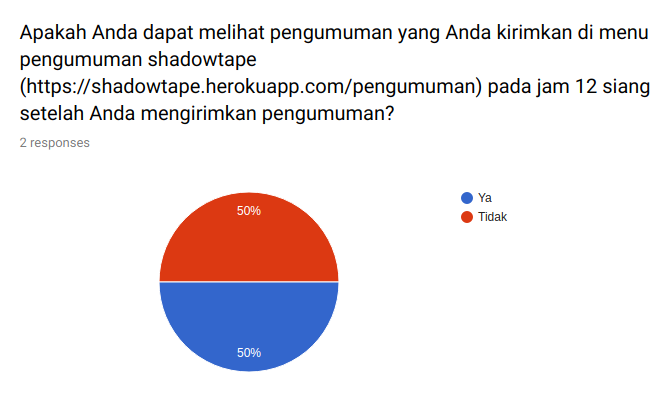 Apakah Anda dapat melihat pengumuman yang Anda kirimkan di menu
pengumuman shadowtape
(https://shadowtape.herokuapp.com/pengumuman) pada jam 12 siang
setelah Anda mengirimkan pengumuman?
2 responses
50%
50%
Ya
Tidak